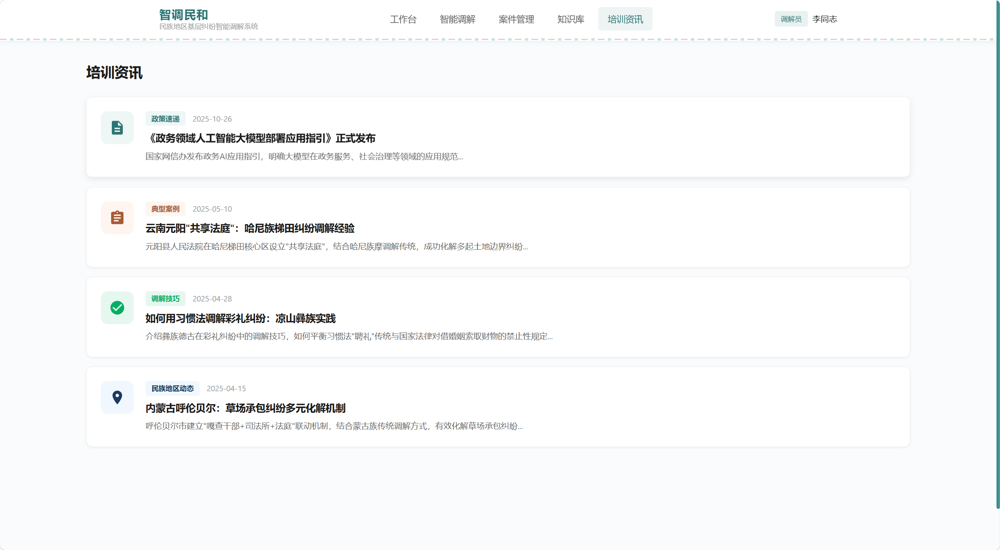 智调民和
民族地区基层纠纷智能调解系统
工作台 智能调解 案件管理 知识库 培训资讯
调解员 李同志
培训资讯
政策速递 2025-10-26
《政务领域人工智能大模型部署应用指引》正式发布
国家网信办发布政务AI应用指引，明确大模型在政务服务、社会治理等领域的应用规范...
典型案例 2025-05-10
云南元阳"共享法庭"：哈尼族梯田纠纷调解经验
元阳县人民法院在哈尼梯田核心区设立"共享法庭"，结合哈尼族摩调解传统，成功化解多起土地边界纠纷...
调解技巧 2025-04-28
如何用习惯法调解彩礼纠纷：凉山彝族实践
介绍彝族德古在彩礼纠纷中的调解技巧，如何平衡习惯法"聘礼"传统与国家法律对借婚姻索取财物的禁止性规定...
民族地区动态 2025-04-15
内蒙古呼伦贝尔：草场承包纠纷多元化解机制
呼伦贝尔市建立"嘎查干部+司法所+法庭"联动机制，结合蒙古族传统调解方式，有效化解草场承包纠纷...